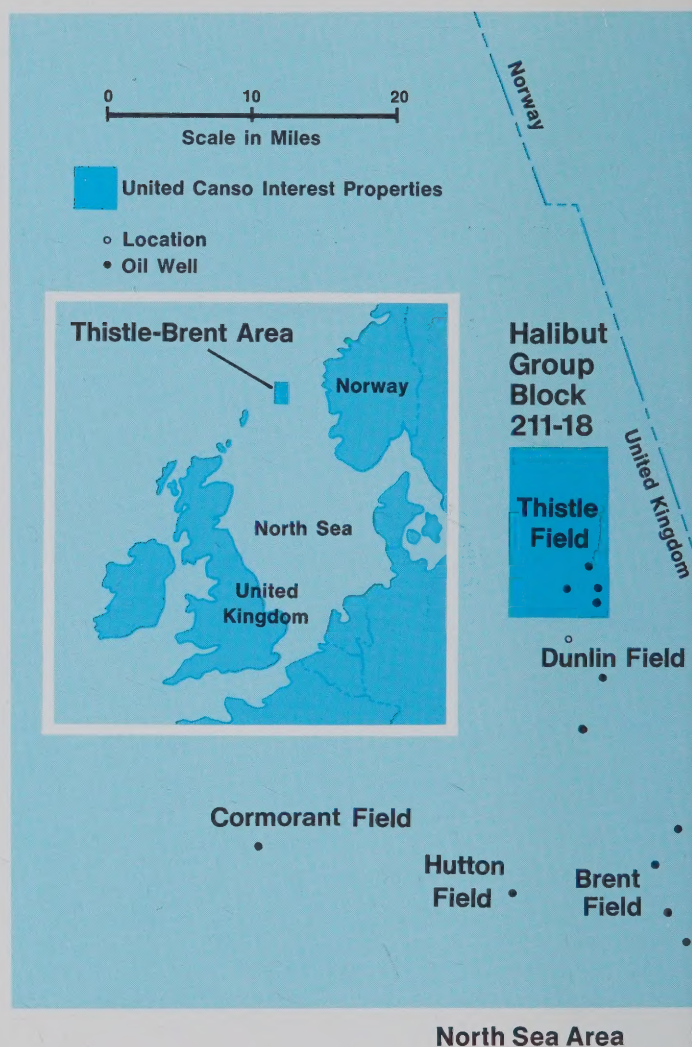 0 10 20
Scale in Miles
United Canso Interest Properties
Location
Oil Well
Norway
Thistle-Brent Area
Norway
North Sea
United
Kingdom
Halibut
Group
Block
211-18
United Kingdom
Thistle
Field
Dunlin Field
Cormorant Field
Hutton
Field
Brent
Field
North Sea Area